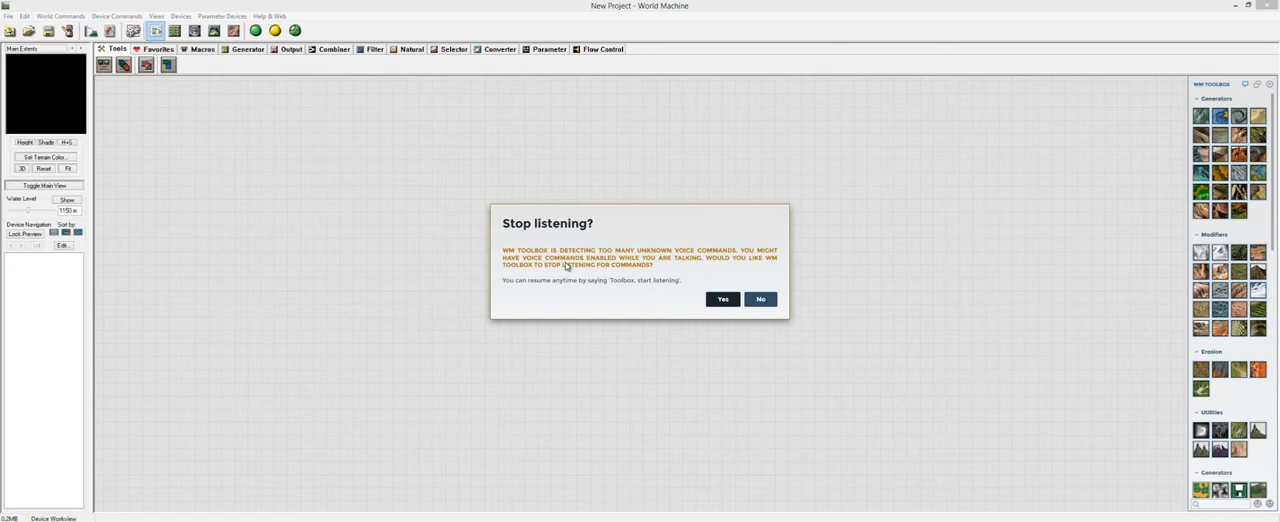 New Project - World Machine
File Edit World Commands Device Commands Views Devices Parameter Devices Help & Web
Main Extents
Tools Favorites Macros Generator Output Combiner Filter Natural Selector Converter Parameter Flow Control
Height Shade H+S
Set Terrain Color...
3D Reset Fit
Toggle Main View
Water Level Show
1150 m
Device Navigation Sort by:
Lock Preview
Edit...
Stop listening?
WM TOOLBOX IS DETECTING TOO MANY UNKNOWN VOICE COMMANDS. YOU MIGHT
HAVE VOICE COMMANDS ENABLED WHILE YOU ARE TALKING. WOULD YOU LIKE WM
TOOLBOX TO STOP LISTENING FOR COMMANDS?
You can resume anytime by saying 'Toolbox, start listening'.
Yes No
WM TOOLBOX
Generators
Modifiers
Erosion
Utilities
Generators
0.2MB Device Workview